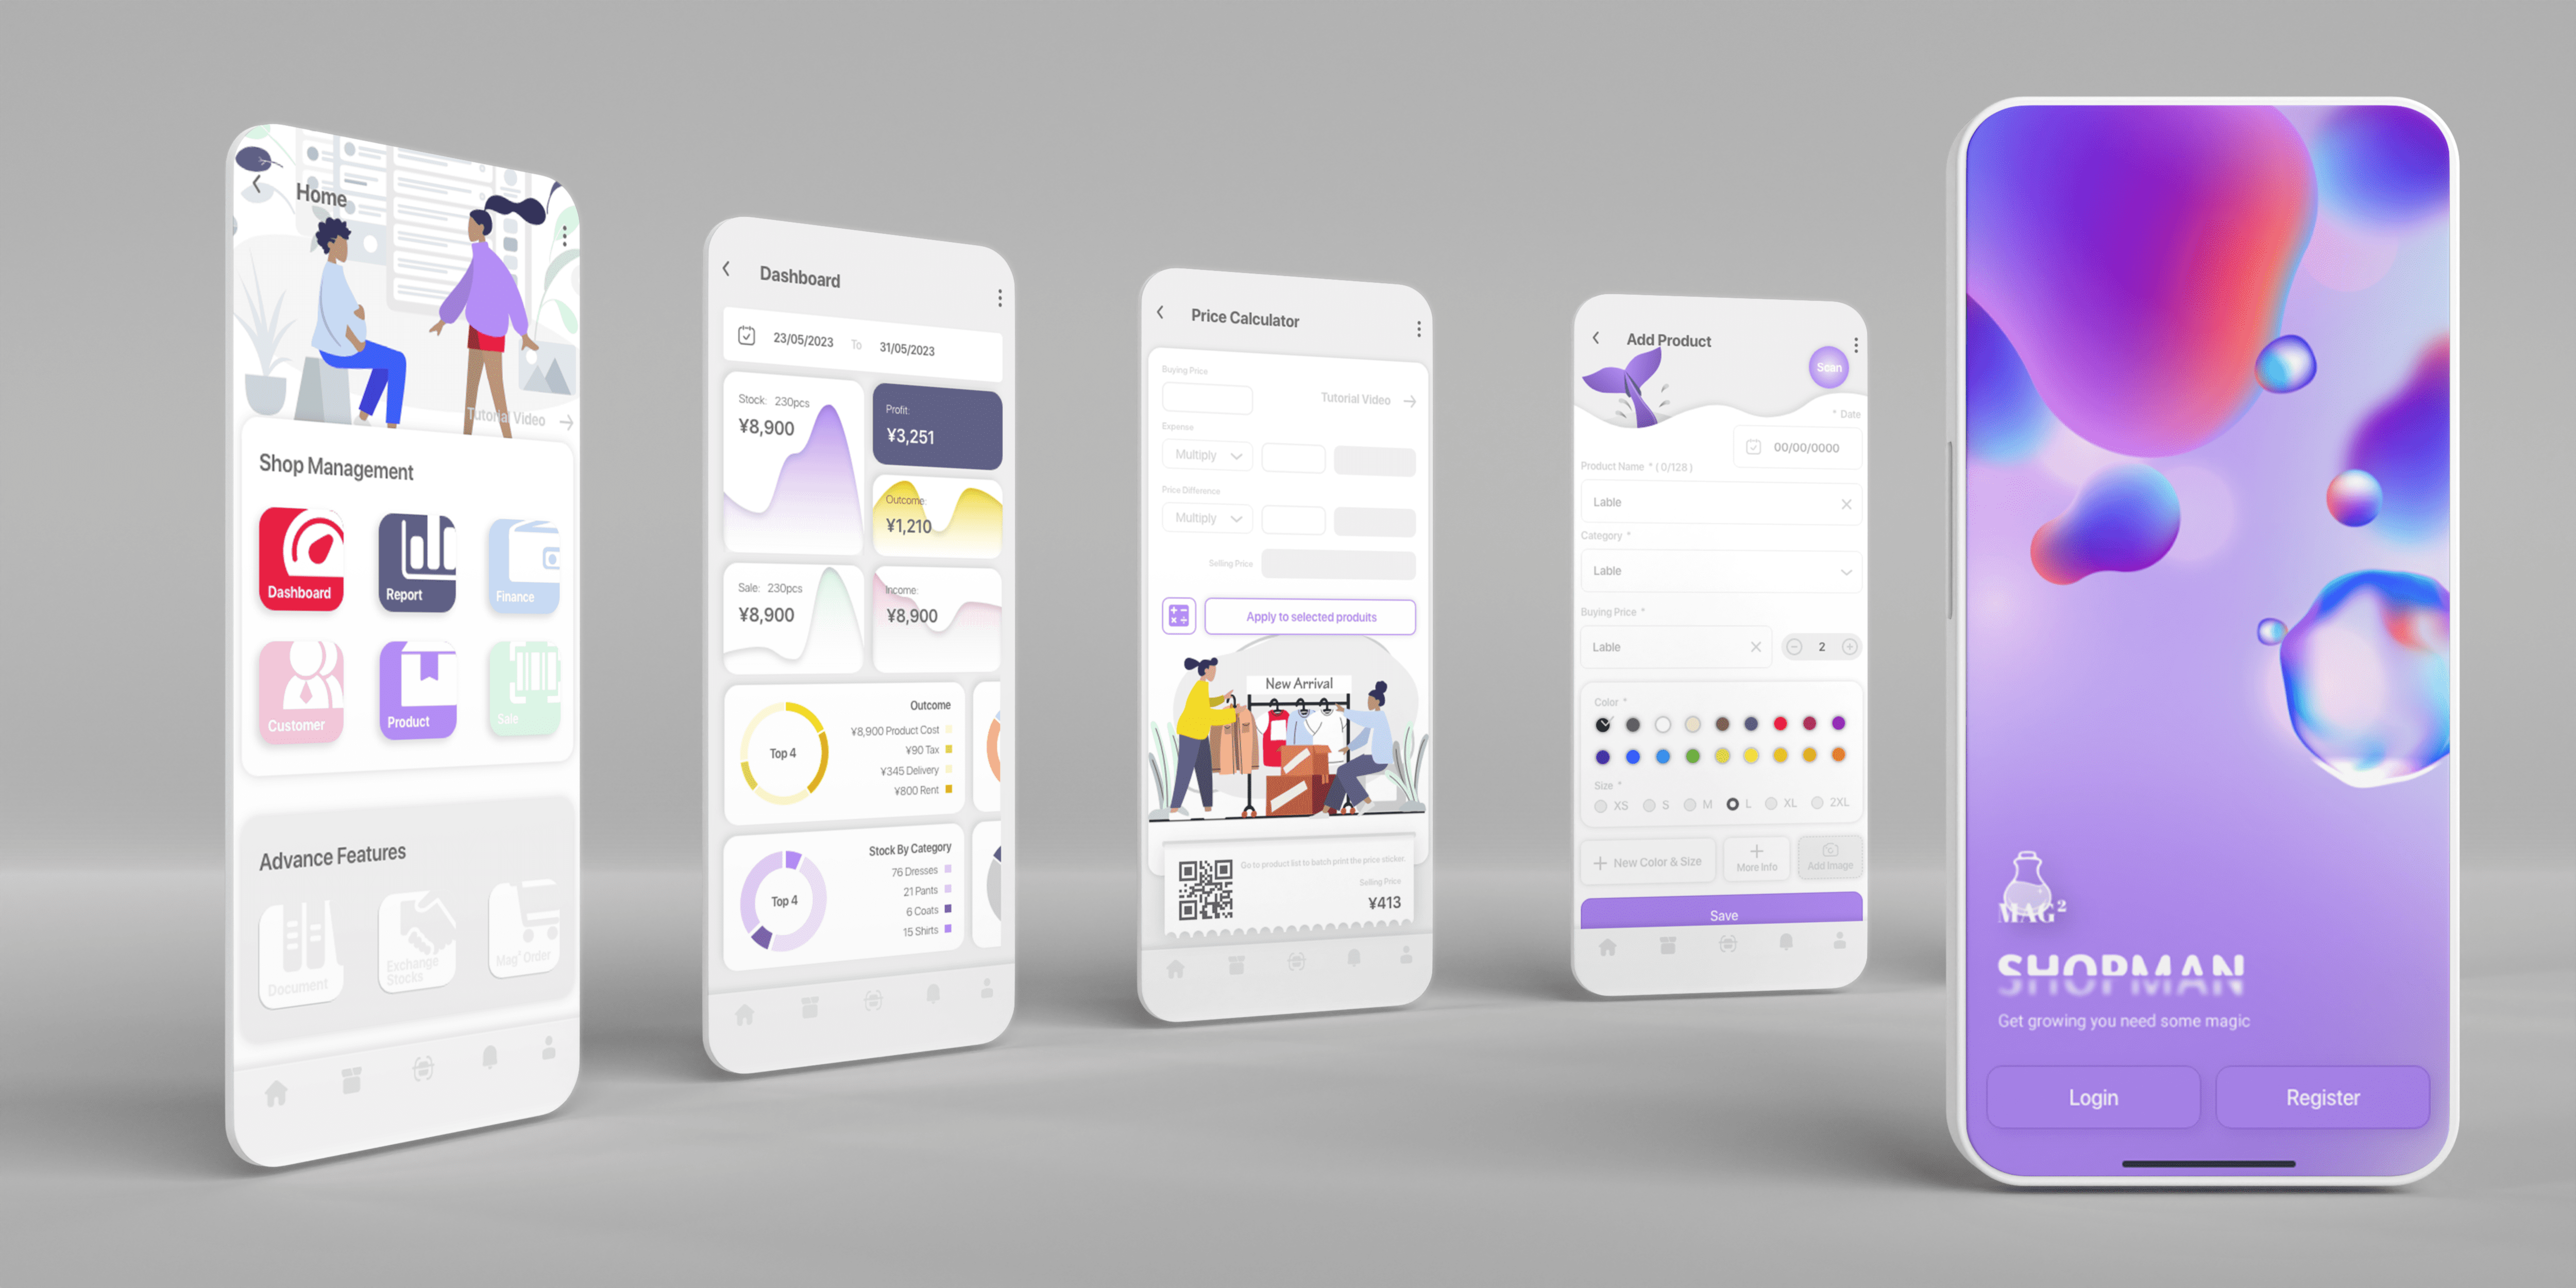 Home
Tutorial Video
Shop Management
Dashboard
Report
Finance
Customer
Product
Sale
Advance Features
Document
Exchange
Stocks
Mag² Order
Dashboard
23/05/2023 To 31/05/2023
Stock: 230pcs
¥8,900
Profit:
¥3,251
Outcome:
¥1,210
Sale: 230pcs
¥8,900
Income:
¥8,900
Top 4
Outcome
¥8,900 Product Cost
¥90 Tax
¥345 Delivery
¥800 Rent
Top 4
Stock By Category
76 Dresses
21 Pants
6 Coats
15 Shirts
Price Calculator
Buying Price
Tutorial Video
Expense
Multiply
Price Difference
Multiply
Selling Price
Apply to selected produits
New Arrival
Go to product list to batch print the price sticker.
Selling Price
¥413
Add Product
Scan
* Date
00/00/0000
Product Name * ( 0/128 )
Lable
Category *
Lable
Buying Price *
Lable
2
Color *
Size *
XS S M L XL 2XL
New Color & Size
More Info
Add Image
Save
MAG²
SHOPMAN
Get growing you need some magic
Login
Register